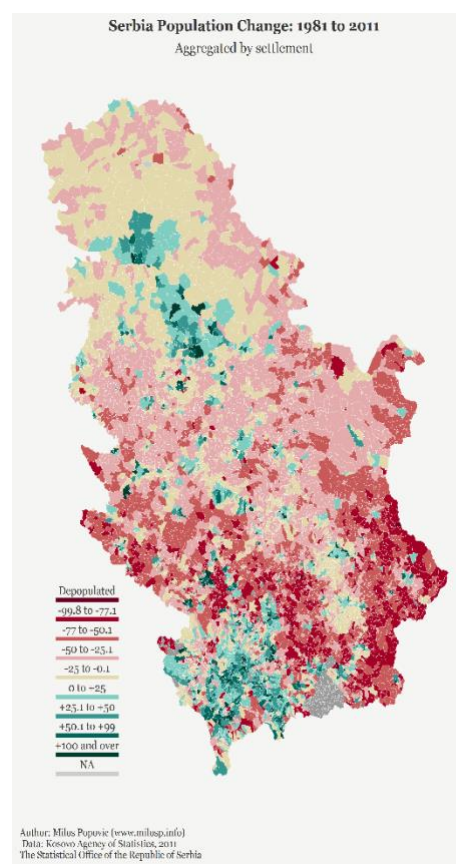 Serbia Population Change: 1981 to 2011
Aggregated by settlement
Depopulated
-99.8 to -77.1
-77 to -50.1
-50 to -25.1
-25 to -0.1
0 to +25
+25.1 to +50
+50.1 to +99
+100 and over
NA
Author: Milos Popovic (www.milosp.info)
Data: Kosovo Agency of Statistics, 2011
The Statistical Office of the Republic of Serbia